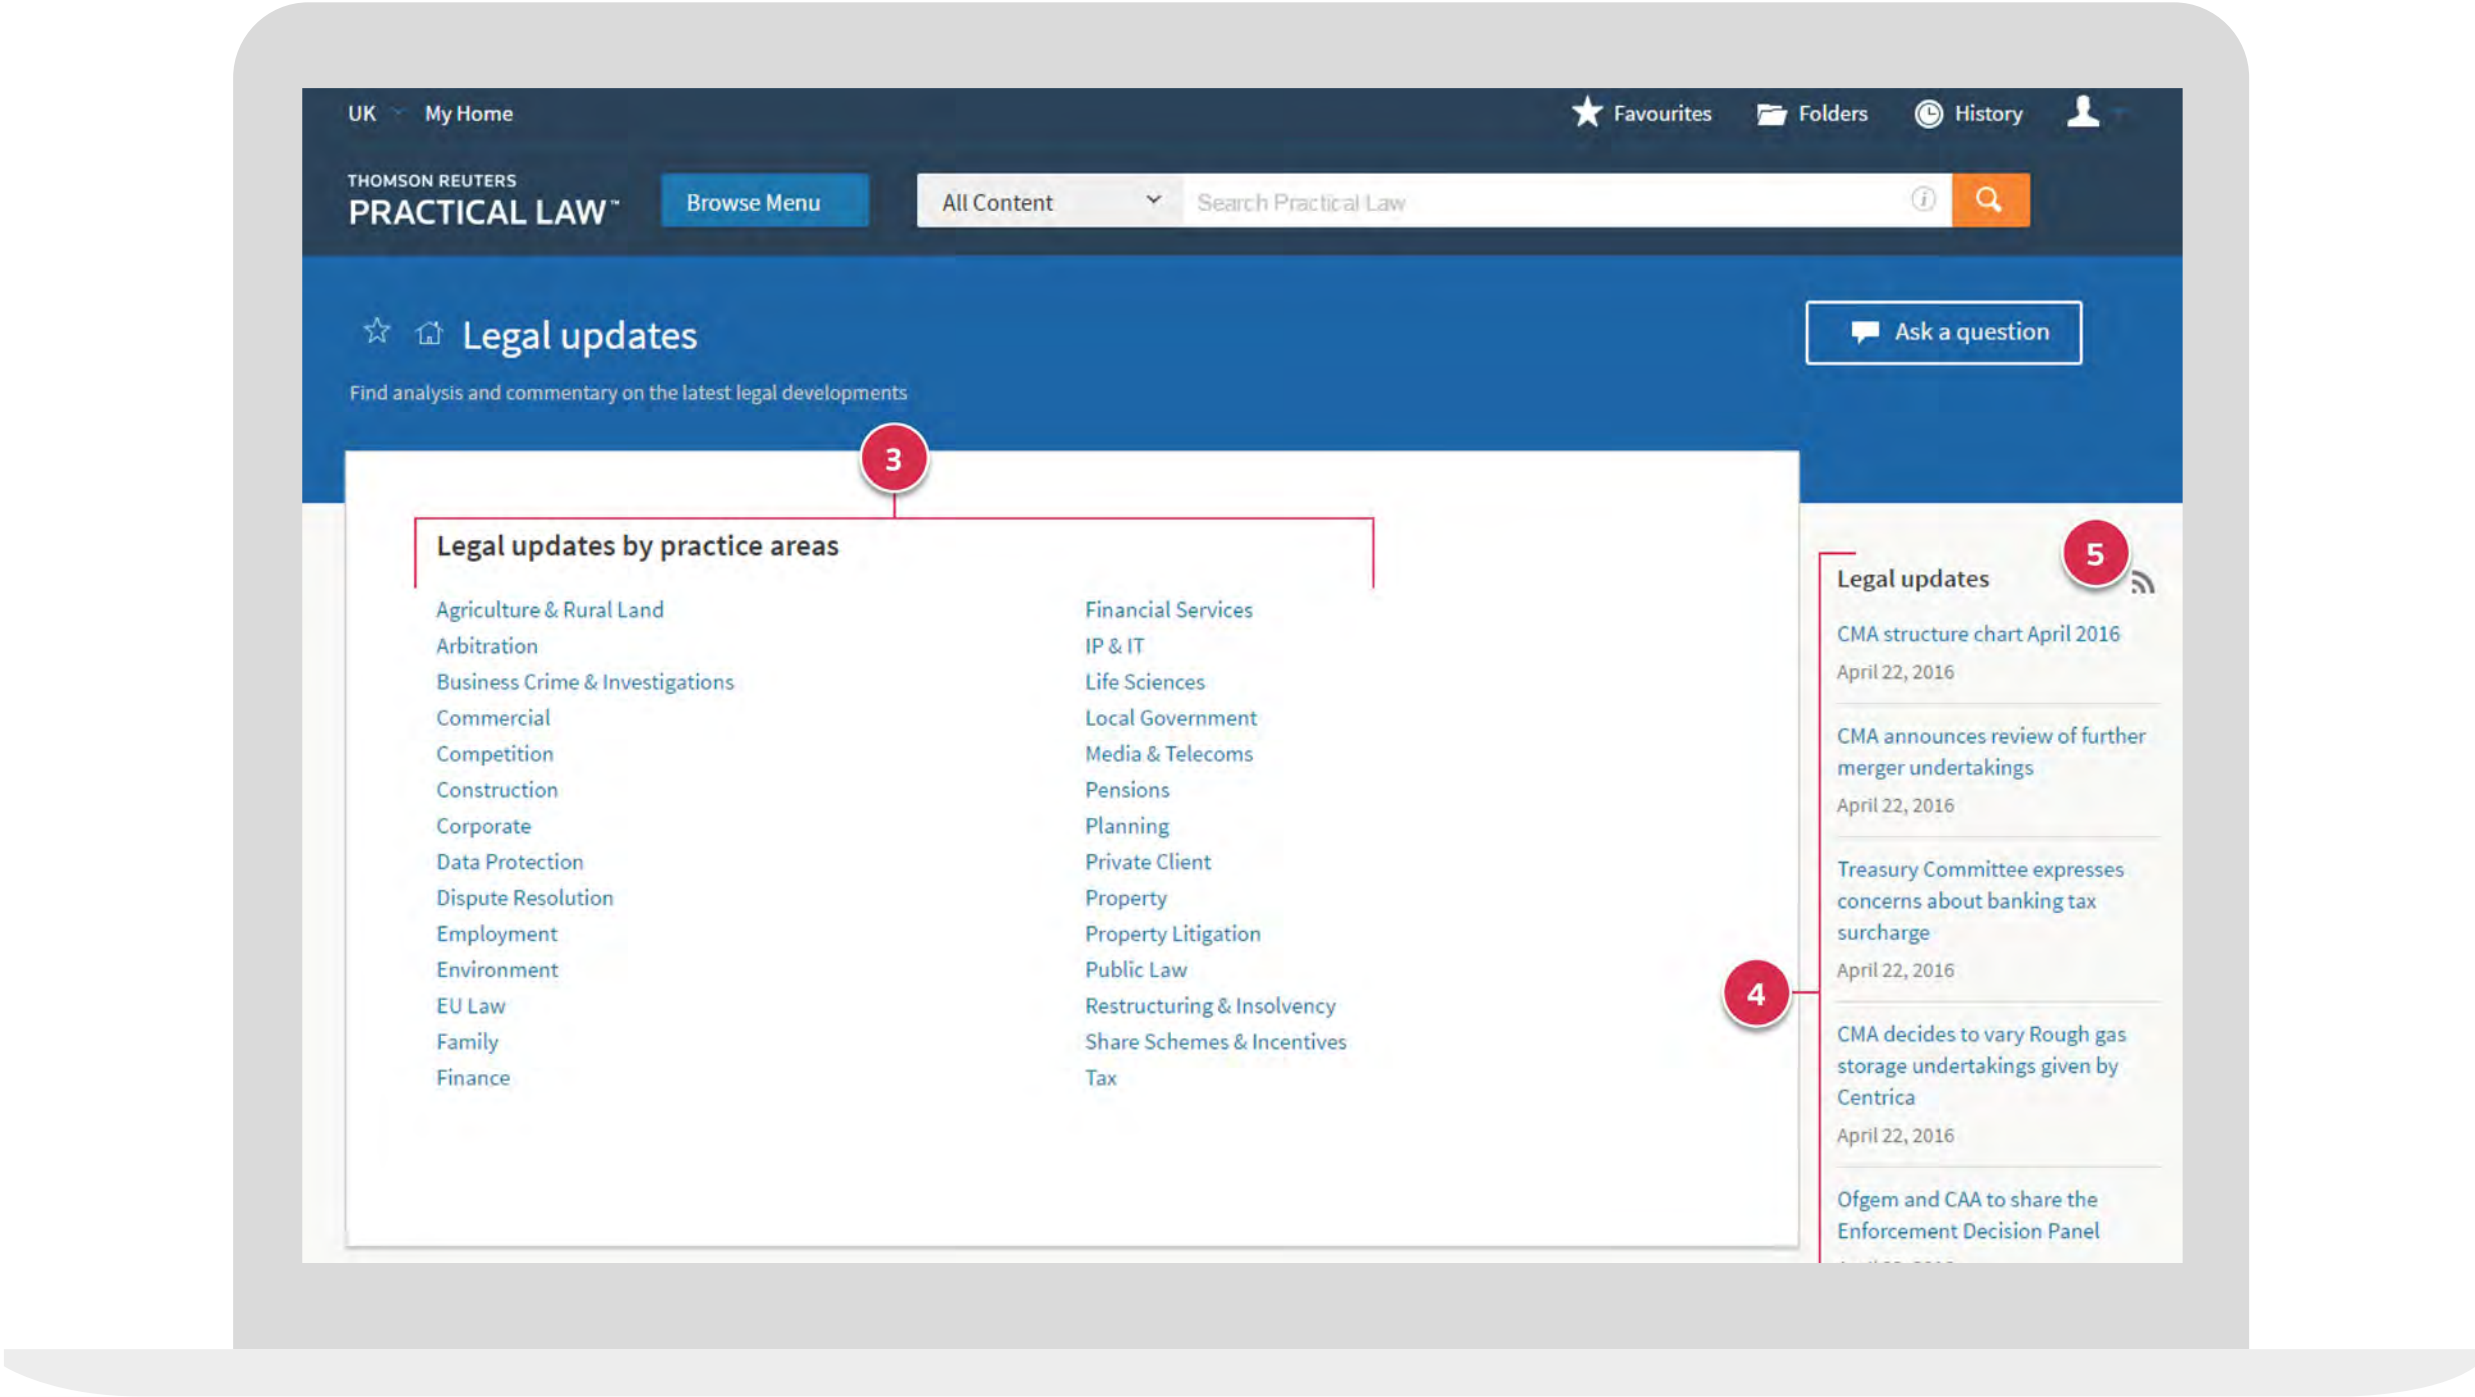 UK My Home Favourites Folders History
THOMSON REUTERS
PRACTICAL LAW™ Browse Menu All Content Search Practical Law
Legal updates Ask a question
Find analysis and commentary on the latest legal developments
3
Legal updates by practice areas
Agriculture & Rural Land
Arbitration
Business Crime & Investigations
Commercial
Competition
Construction
Corporate
Data Protection
Dispute Resolution
Employment
Environment
EU Law
Family
Finance
Financial Services
IP & IT
Life Sciences
Local Government
Media & Telecoms
Pensions
Planning
Private Client
Property
Property Litigation
Public Law
Restructuring & Insolvency
Share Schemes & Incentives
Tax
4
5
Legal updates
CMA structure chart April 2016
April 22, 2016
CMA announces review of further
merger undertakings
April 22, 2016
Treasury Committee expresses
concerns about banking tax
surcharge
April 22, 2016
CMA decides to vary Rough gas
storage undertakings given by
Centrica
April 22, 2016
Ofgem and CAA to share the
Enforcement Decision Panel